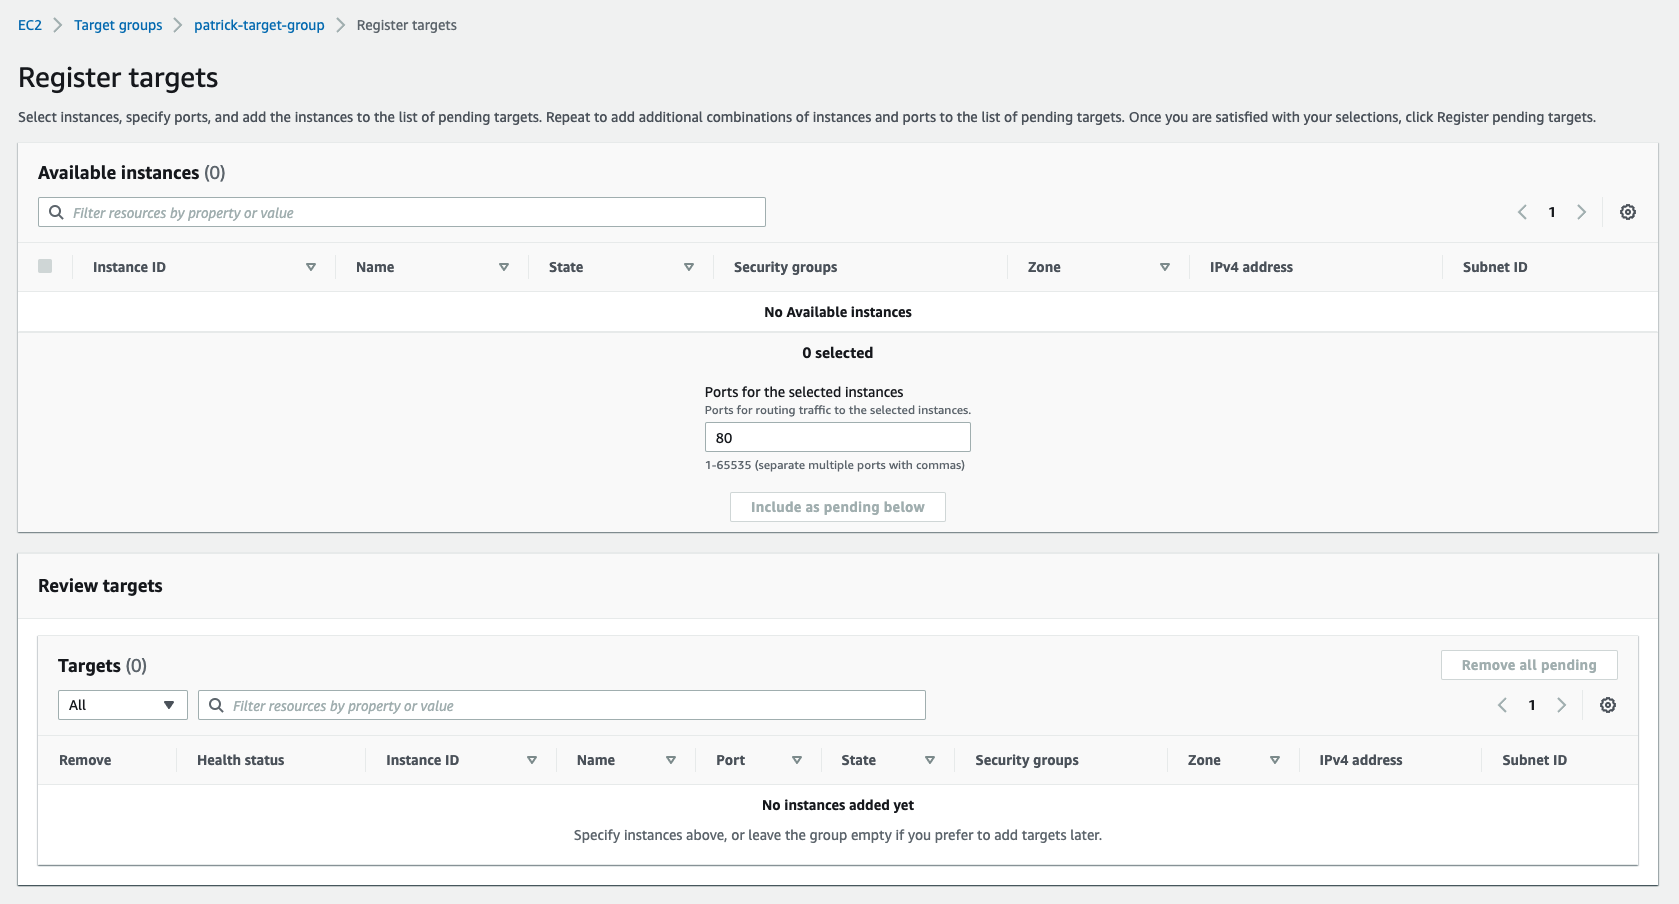 EC2 Target groups patrick-target-group Register targets
Register targets
Select instances, specify ports, and add the instances to the list of pending targets. Repeat to add additional combinations of instances and ports to the list of pending targets. Once you are satisfied with your selections, click Register pending targets.
Available instances (0)
Filter resources by property or value
1
Instance ID Name State Security groups Zone IPv4 address Subnet ID
No Available instances
0 selected
Ports for the selected instances
Ports for routing traffic to the selected instances.
80
1-65535 (separate multiple ports with commas)
Include as pending below
Review targets
Targets (0)
Remove all pending
All
Filter resources by property or value
1
Remove Health status Instance ID Name Port State Security groups Zone IPv4 address Subnet ID
No instances added yet
Specify instances above, or leave the group empty if you prefer to add targets later.